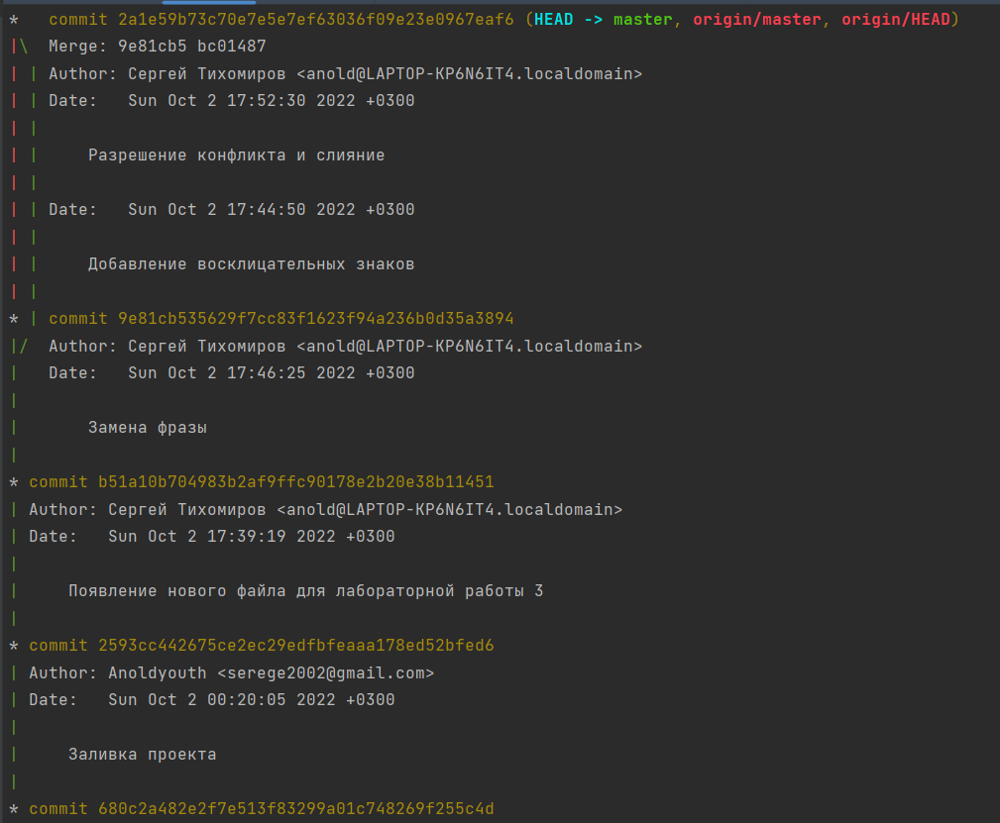 *   commit 2a1e59b73c70e7e5e7ef63036f09e23e0967eaf6 (HEAD -> master, origin/master, origin/HEAD)
|\  Merge: 9e81cb5 bc01487
| | Author: Сергей Тихомиров <anold@LAPTOP-KP6N6IT4.localdomain>
| | Date:   Sun Oct 2 17:52:30 2022 +0300
| |
| |     Разрешение конфликта и слияние
| |
| | Date:   Sun Oct 2 17:44:50 2022 +0300
| |
| |     Добавление восклицательных знаков
| |
* | commit 9e81cb535629f7cc83f1623f94a236b0d35a3894
|/  Author: Сергей Тихомиров <anold@LAPTOP-KP6N6IT4.localdomain>
|   Date:   Sun Oct 2 17:46:25 2022 +0300
|
|       Замена фразы
|
* commit b51a10b704983b2af9ffc90178e2b20e38b11451
| Author: Сергей Тихомиров <anold@LAPTOP-KP6N6IT4.localdomain>
| Date:   Sun Oct 2 17:39:19 2022 +0300
|
|     Появление нового файла для лабораторной работы 3
|
* commit 2593cc442675ce2ec29edfbfeaaa178ed52bfed6
| Author: Anoldyouth <serege2002@gmail.com>
| Date:   Sun Oct 2 00:20:05 2022 +0300
|
|     Заливка проекта
|
* commit 680c2a482e2f7e513f83299a01c748269f255c4d